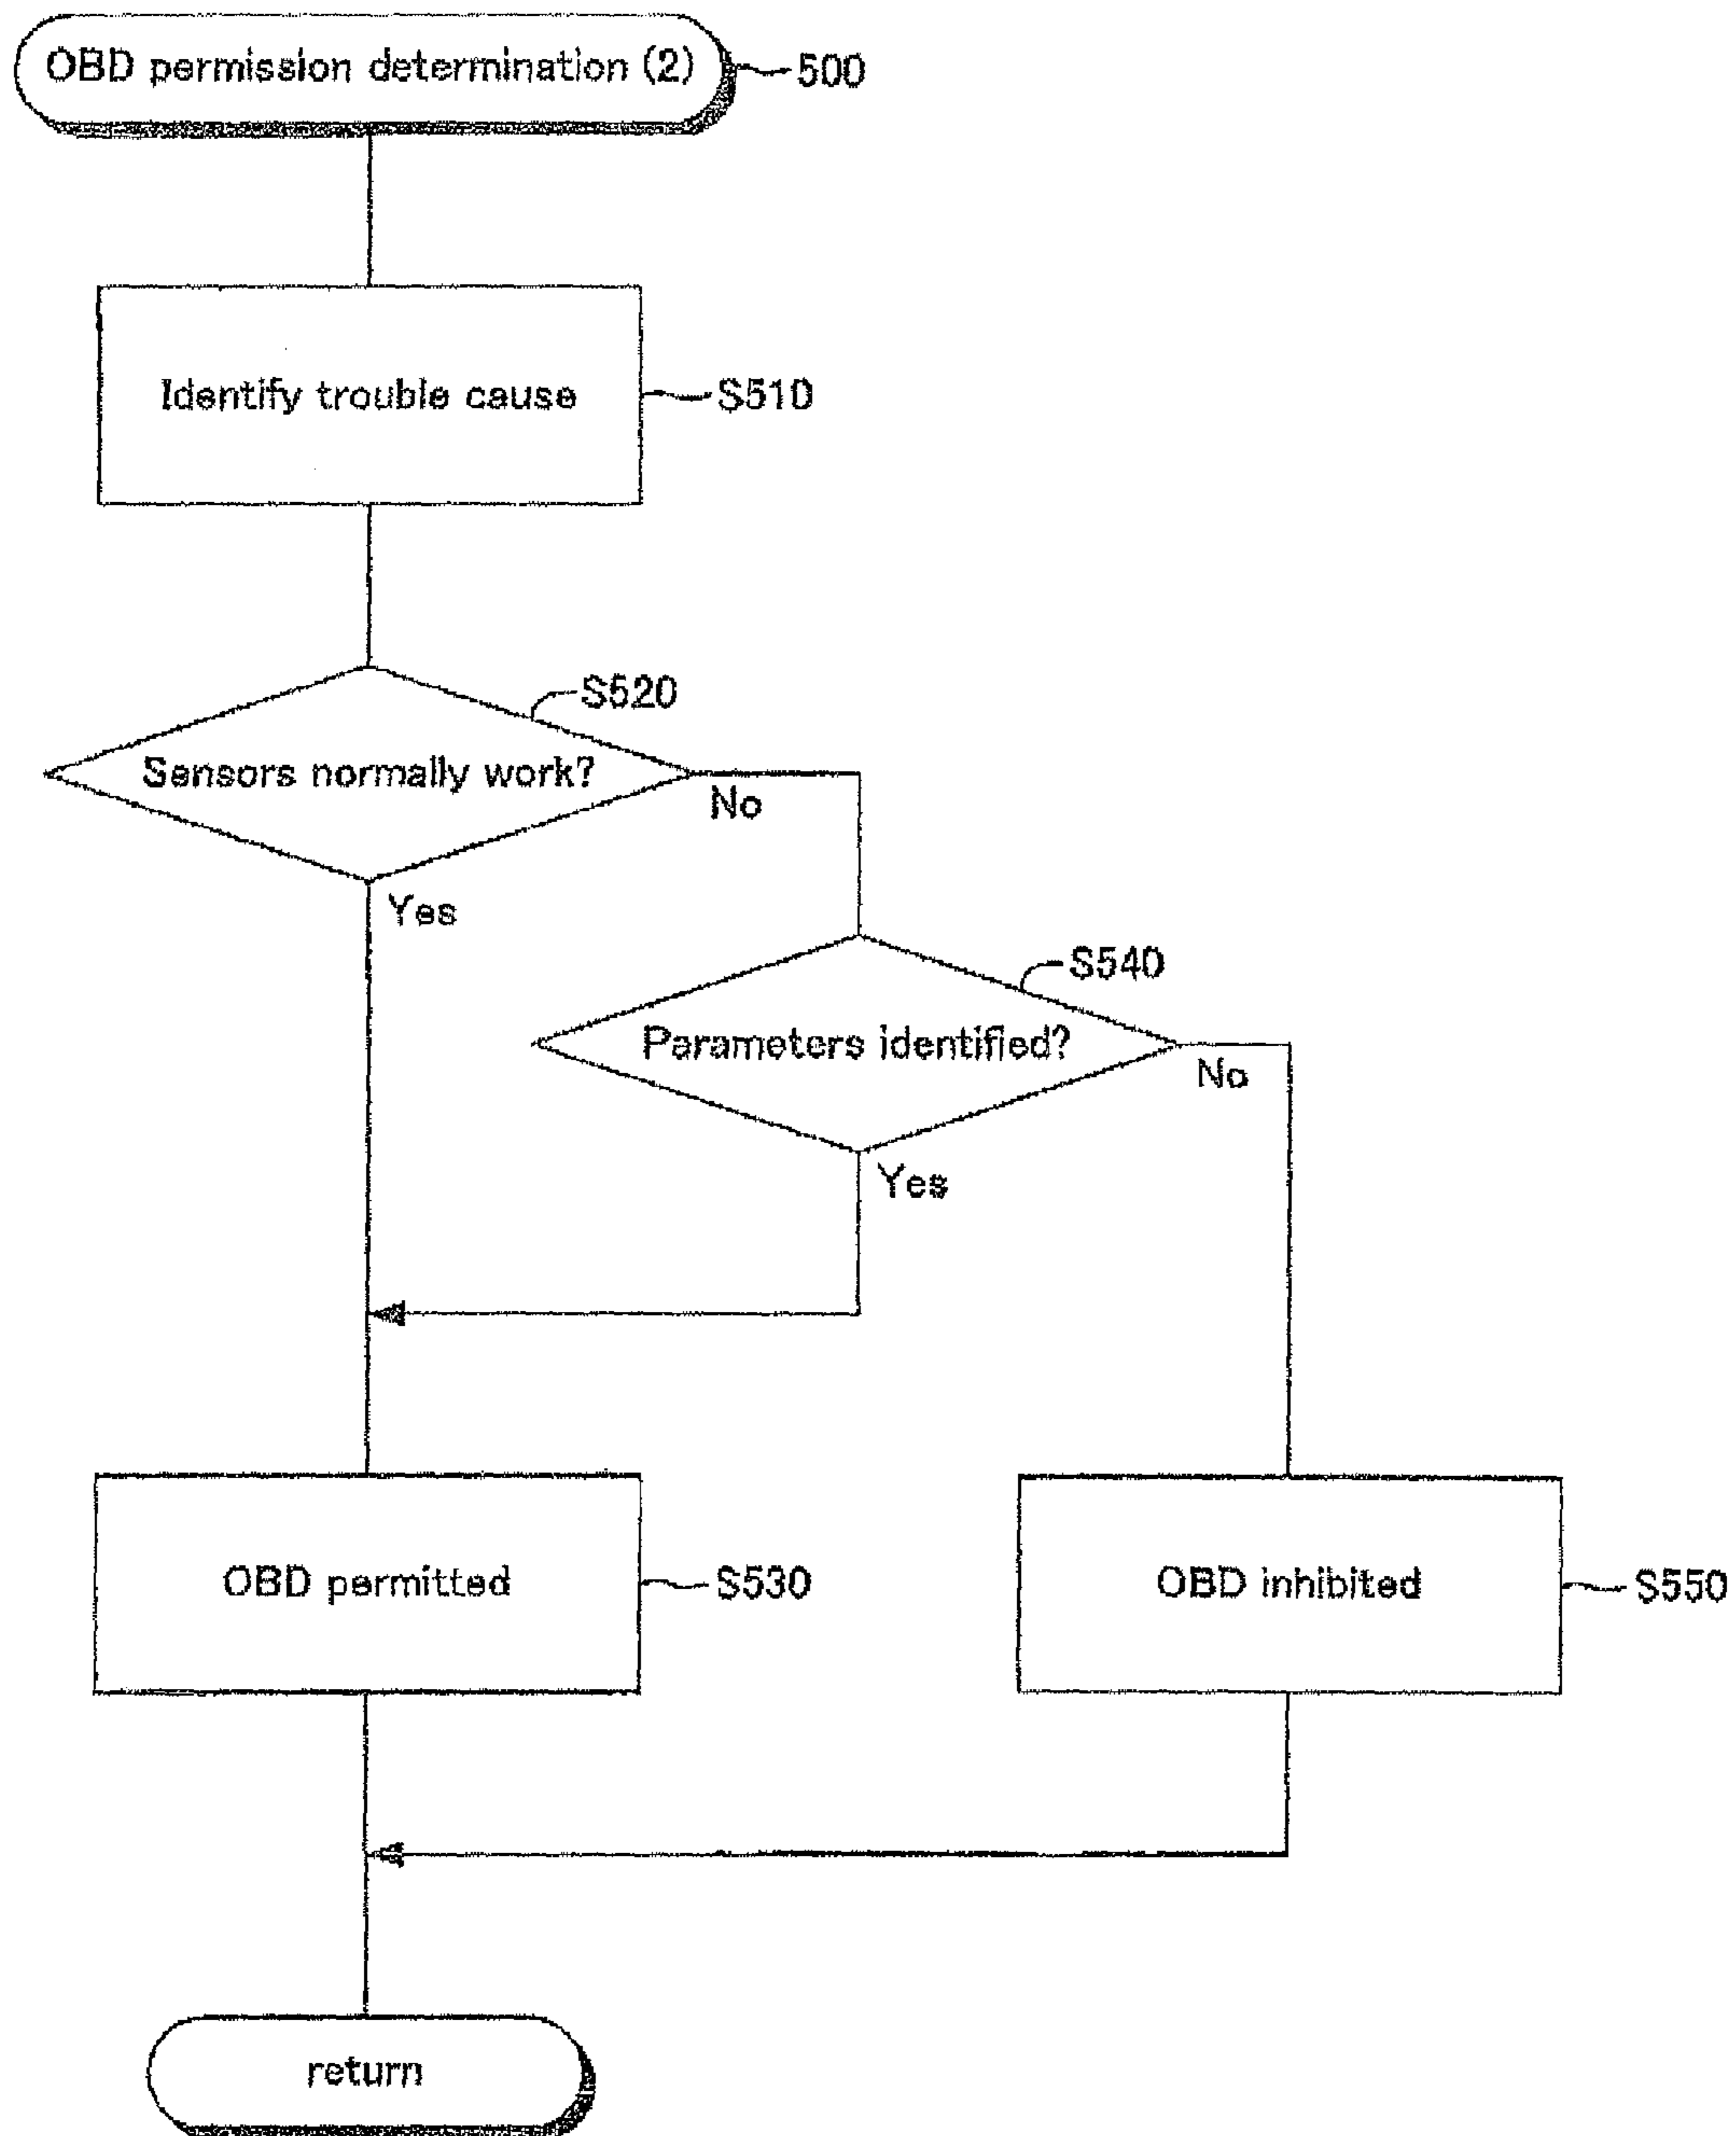 OBD permission determination (2)
500
Identify trouble cause
S510
S520
Sensors normally work?
No
Yes
S540
Parameters identified?
No
Yes
OBD permitted
S530
OBD inhibited
S550
return